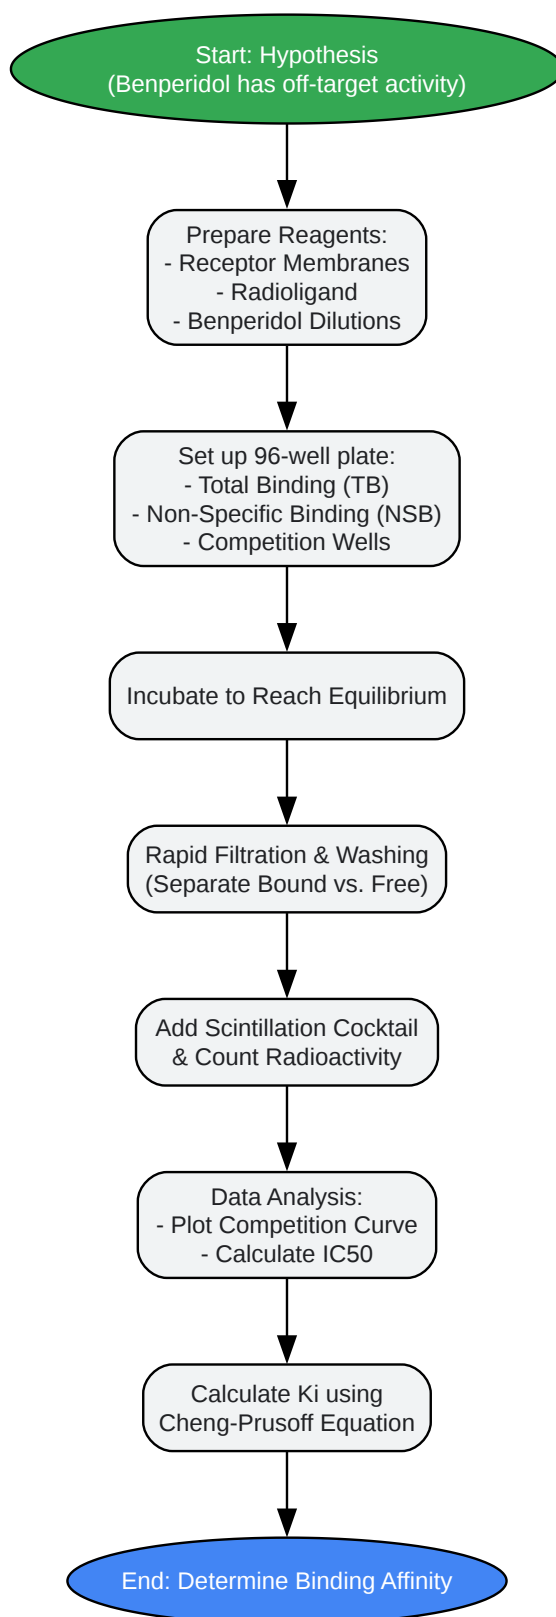 Start: Hypothesis
(Benperidol has off-target activity)
Prepare Reagents:
- Receptor Membranes
- Radioligand
- Benperidol Dilutions
Set up 96-well plate:
- Total Binding (TB)
- Non-Specific Binding (NSB)
- Competition Wells
Incubate to Reach Equilibrium
Rapid Filtration & Washing
(Separate Bound vs. Free)
Add Scintillation Cocktail
& Count Radioactivity
Data Analysis:
- Plot Competition Curve
- Calculate IC50
Calculate Ki using
Cheng-Prusoff Equation
End: Determine Binding Affinity